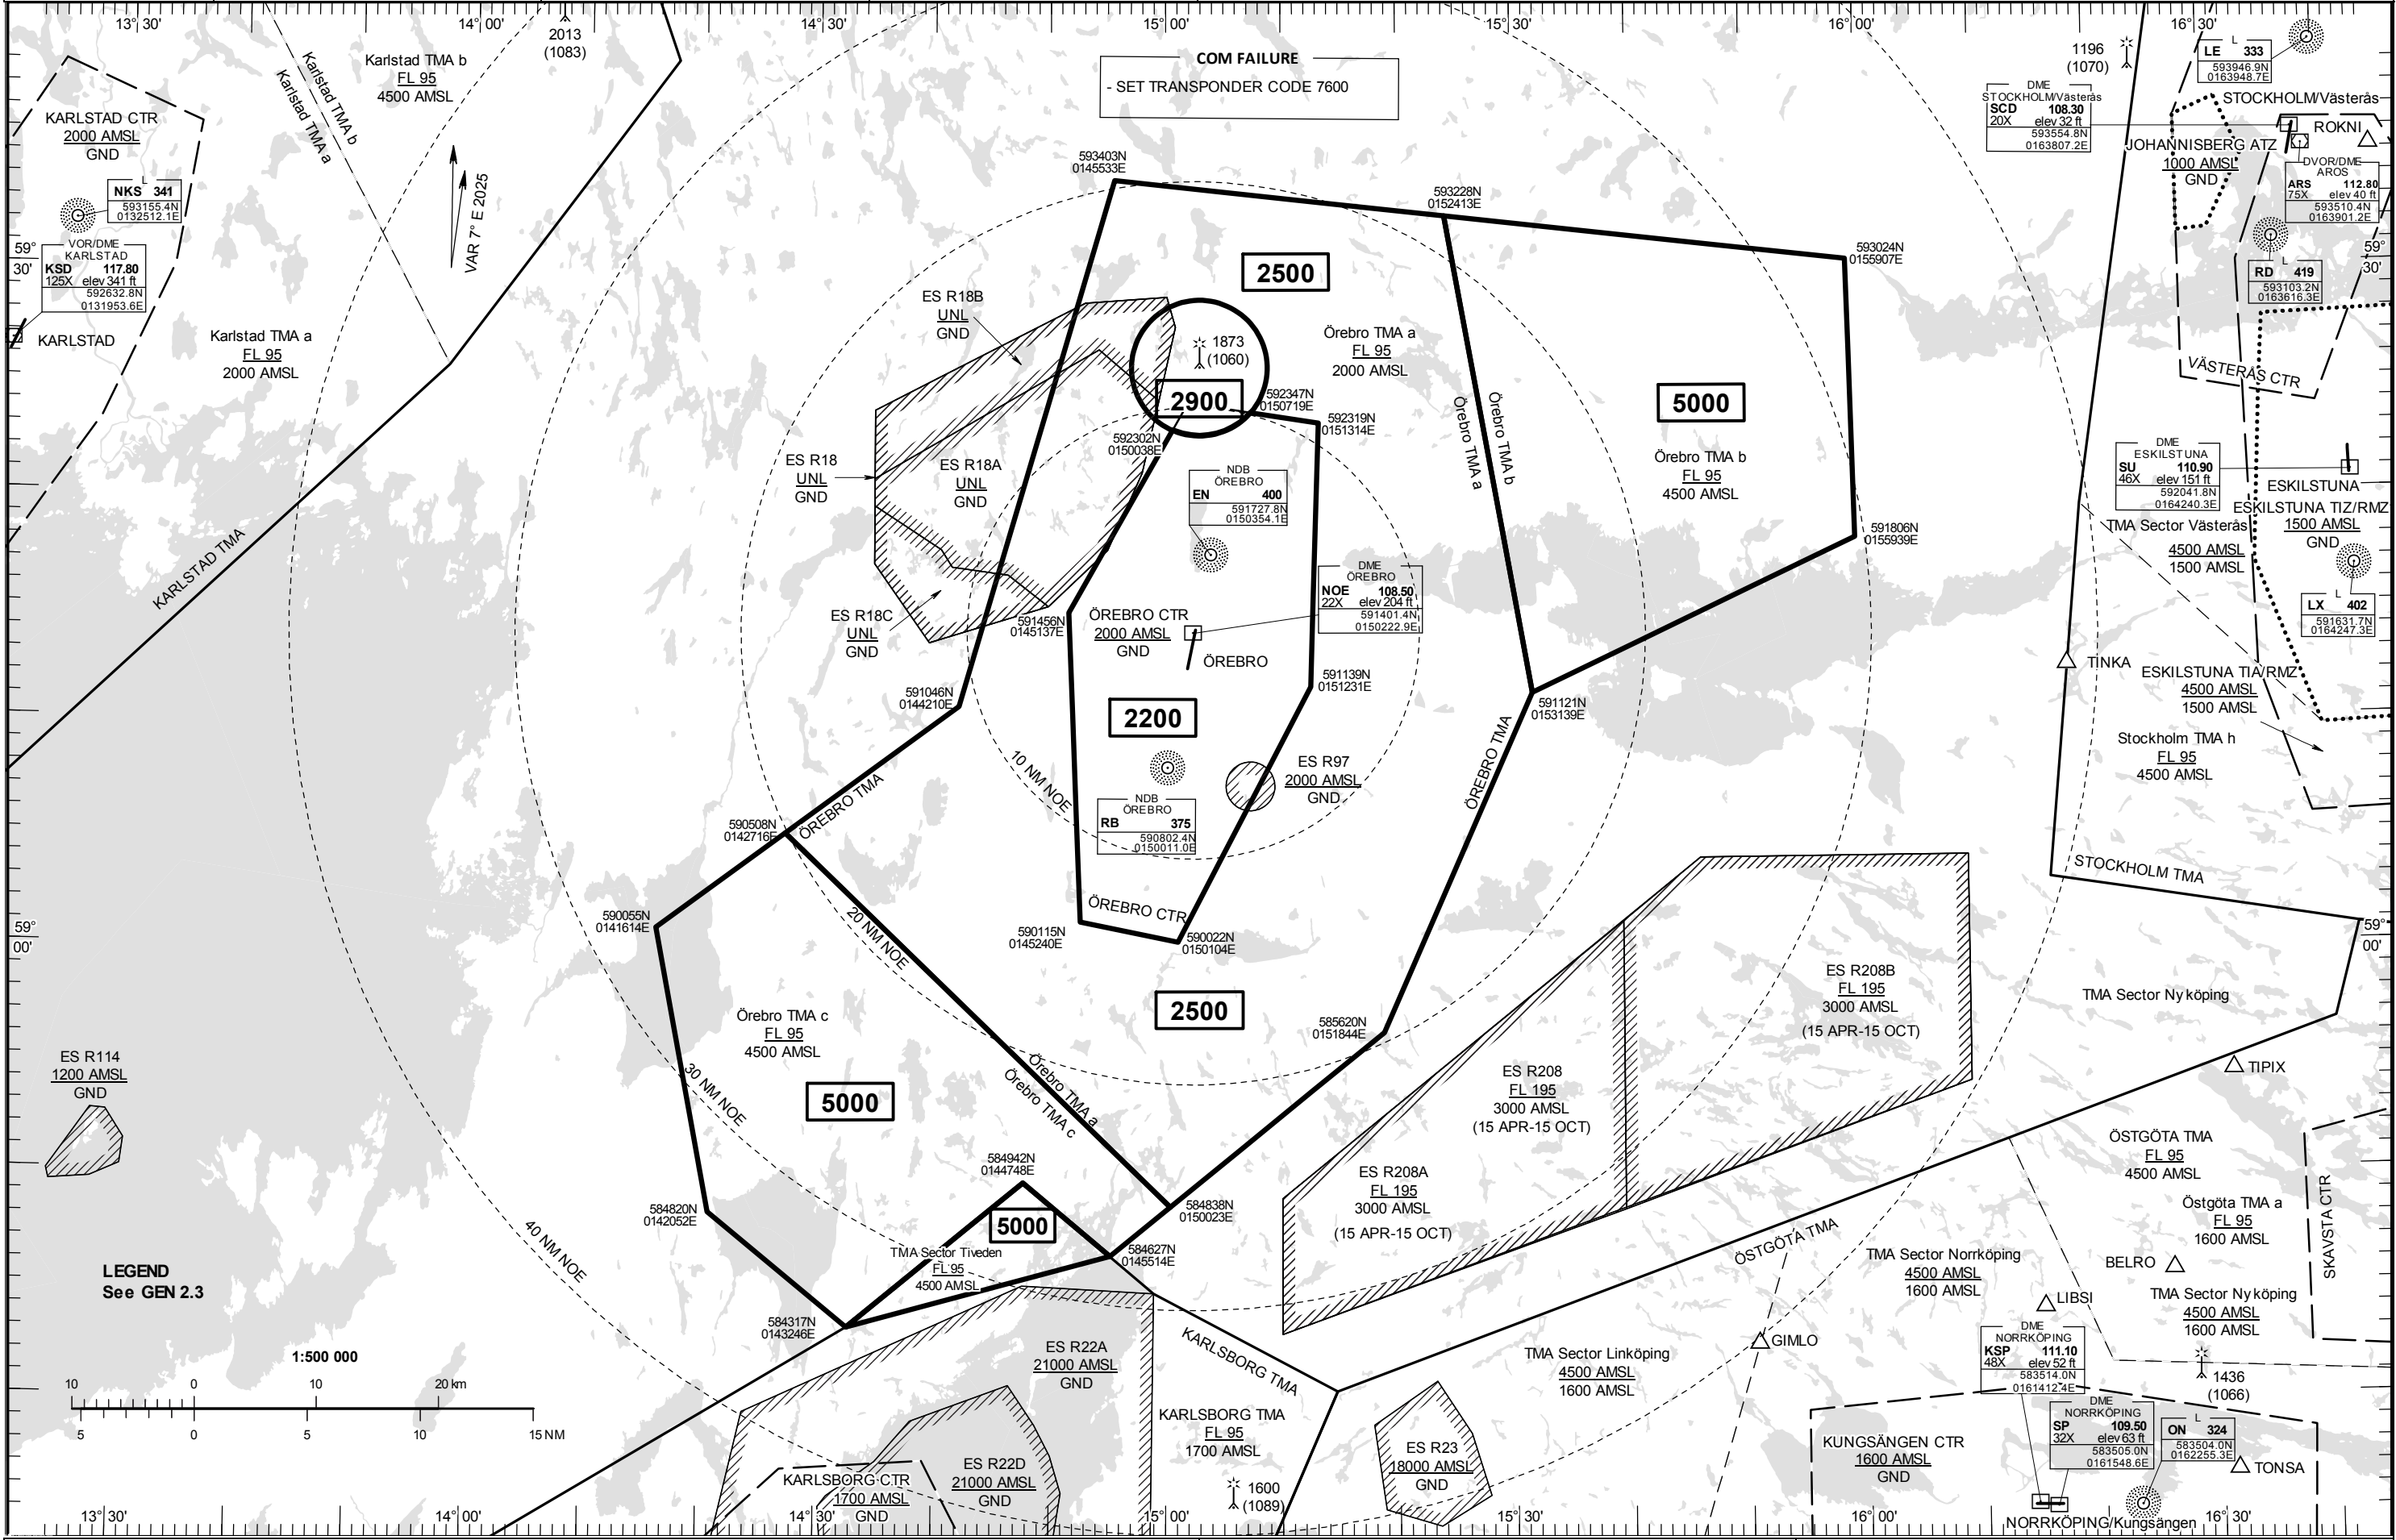 13° 30'
14° 00'
14° 30'
15° 00'
15° 30'
16° 00'
16° 30'
2013
(1083)
Karlstad TMA b
FL 95
4500 AMSL
Karlstad TMA b
Karlstad TMA a
KARLSTAD CTR
2000 AMSL
GND
L
NKS 341
593155.4N
0132512.1E
59°
30'
VOR/DME
KARLSTAD
KSD 117.80
125X elev 341 ft
592632.8N
0131953.6E
KARLSTAD
VAR 7° E 2025
Karlstad TMA a
FL 95
2000 AMSL
KARLSTAD TMA
COM FAILURE
- SET TRANSPONDER CODE 7600
1196
(1070)
L
LE 333
593946.9N
0163948.7E
DME
STOCKHOLM/Västerås
SCD 108.30
20X elev 32 ft
593554.8N
0163807.2E
STOCKHOLM/Västerås
ROKNI
JOHANNISBERG ATZ
1000 AMSL
GND
DVOR/DME
AROS
ARS 112.80
75X elev 40 ft
593510.4N
0163901.2E
59°
30'
L
RD 419
593103.2N
0163616.3E
VÄSTERÅS CTR
593403N
0145533E
593228N
0152413E
593024N
0155907E
2500
ES R18B
UNL
GND
1873
(1060)
Örebro TMA a
FL 95
2000 AMSL
2900
592347N
0150719E
592319N
0151314E
592302N
0150038E
5000
Örebro TMA b
Örebro TMA a
Örebro TMA b
FL 95
4500 AMSL
ES R18
UNL
GND
ES R18A
UNL
GND
NDB
ÖREBRO
EN 400
591727.8N
0150354.1E
591806N
0155939E
DME
ESKILSTUNA
SU 110.90
46X elev 151 ft
592041.8N
0164240.3E
ESKILSTUNA
ESKILSTUNA TIZ/RMZ
1500 AMSL
GND
TMA Sector Västerås
4500 AMSL
1500 AMSL
L
LX 402
591631.7N
0164247.3E
ES R18C
UNL
GND
591456N
0145137E
ÖREBRO CTR
2000 AMSL
GND
DME
ÖREBRO
NOE 108.50
22X elev 204 ft
591401.4N
0150222.9E
ÖREBRO
591046N
0144210E
591139N
0151231E
591121N
0153139E
TINKA
ESKILSTUNA TIA/RMZ
4500 AMSL
1500 AMSL
2200
Stockholm TMA h
FL 95
4500 AMSL
10 NM NOE
ES R97
2000 AMSL
GND
ÖREBRO TMA
NDB
ÖREBRO
RB 375
590802.4N
0150011.0E
ÖREBRO TMA
590508N
0142716E
STOCKHOLM TMA
590055N
0141614E
59°
00'
20 NM NOE
ÖREBRO CTR
590115N
0145240E
590022N
0150104E
59°
00'
ES R208B
FL 195
3000 AMSL
(15 APR-15 OCT)
TMA Sector Nyköping
2500
Örebro TMA c
FL 95
4500 AMSL
585620N
0151844E
ES R114
1200 AMSL
GND
30 NM NOE
5000
Örebro TMA a
Örebro TMA c
ES R208
FL 195
3000 AMSL
(15 APR-15 OCT)
TIPIX
ÖSTGÖTA TMA
FL 95
4500 AMSL
584942N
0144748E
ES R208A
FL 195
3000 AMSL
(15 APR-15 OCT)
584820N
0142052E
5000
584838N
0150023E
Östgöta TMA a
FL 95
1600 AMSL
SKAVSTA CTR
40 NM NOE
TMA Sector Tiveden
FL 95
4500 AMSL
584627N
0145514E
ÖSTGÖTA TMA
TMA Sector Norrköping
4500 AMSL
1600 AMSL
BELRO
LEGEND
See GEN 2.3
LIBSI
TMA Sector Nyköping
4500 AMSL
1600 AMSL
584317N
0143246E
KARLSBORG TMA
GIMLO
DME
NORRKÖPING
KSP 111.10
48X elev 52 ft
583514.0N
0161412.4E
1:500 000
10 0 10 20 km
5 0 5 10 15 NM
ES R22A
21000 AMSL
GND
TMA Sector Linköping
4500 AMSL
1600 AMSL
1436
(1066)
KARLSBORG TMA
FL 95
1700 AMSL
DME
NORRKÖPING
SP 109.50
32X elev 63 ft
583505.0N
0161548.6E
L
ON 324
583504.0N
0162255.3E
ES R23
18000 AMSL
GND
KUNGSÄNGEN CTR
1600 AMSL
GND
TONSA
ES R22D
21000 AMSL
GND
KARLSBORG CTR
1700 AMSL
GND
1600
(1089)
NORRKÖPING/Kungsängen
13° 30'
14° 00'
14° 30'
15° 00'
15° 30'
16° 00'
16° 30'